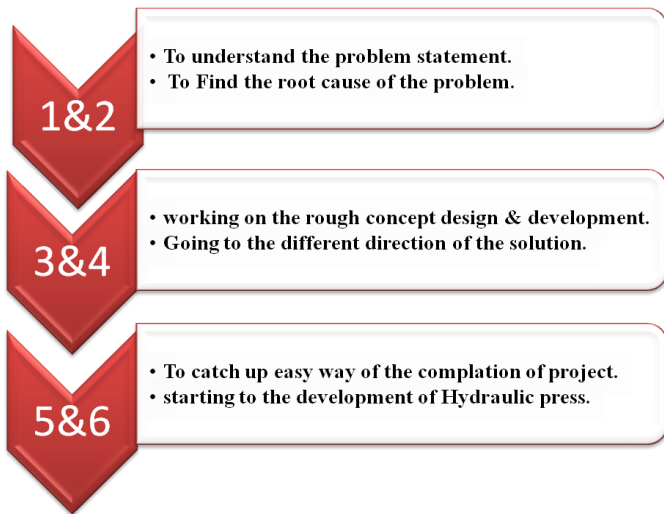 1&2
• To understand the problem statement.
• To Find the root cause of the problem.
3&4
• working on the rough concept design & development.
• Going to the different direction of the solution.
5&6
• To catch up easy way of the complation of project.
• starting to the development of Hydraulic press.